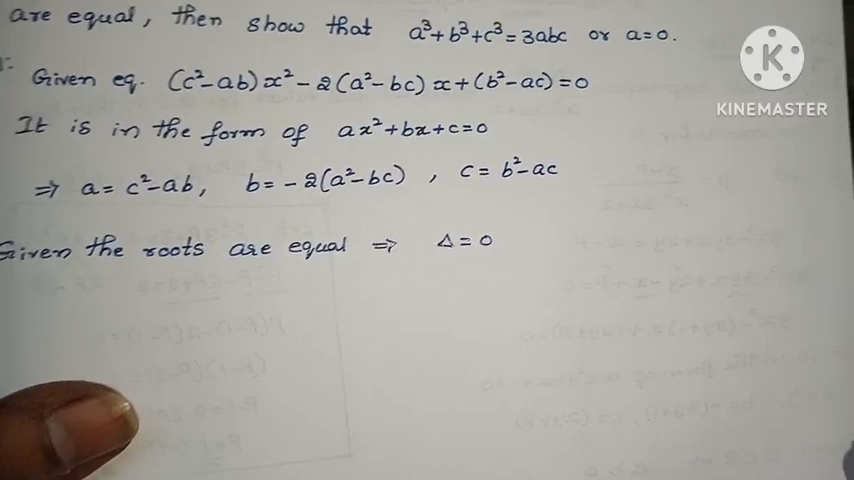 are equal, then show that a³+b³+c³=3abc or a=0.
KINEMASTER
Given eq. (c²-ab)x²-2(a²-bc)x+(b²-ac)=0
It is in the form of ax²+bx+c=0
⇒ a=c²-ab, b=-2(a²-bc), c=b²-ac
Given the roots are equal ⇒ Δ=0